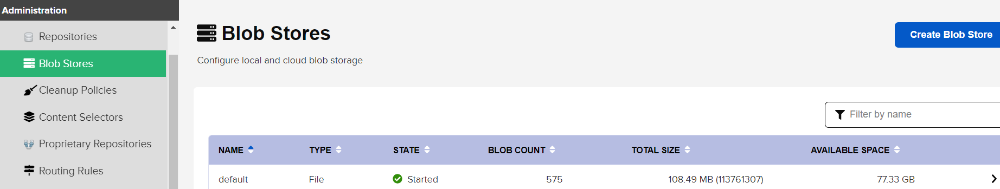 Administration
Repositories
Blob Stores
Cleanup Policies
Content Selectors
Proprietary Repositories
Routing Rules
Blob Stores
Create Blob Store
Configure local and cloud blob storage
Filter by name
NAME TYPE STATE BLOB COUNT TOTAL SIZE AVAILABLE SPACE
default File Started 575 108.49 MB (113761307) 77.33 GB